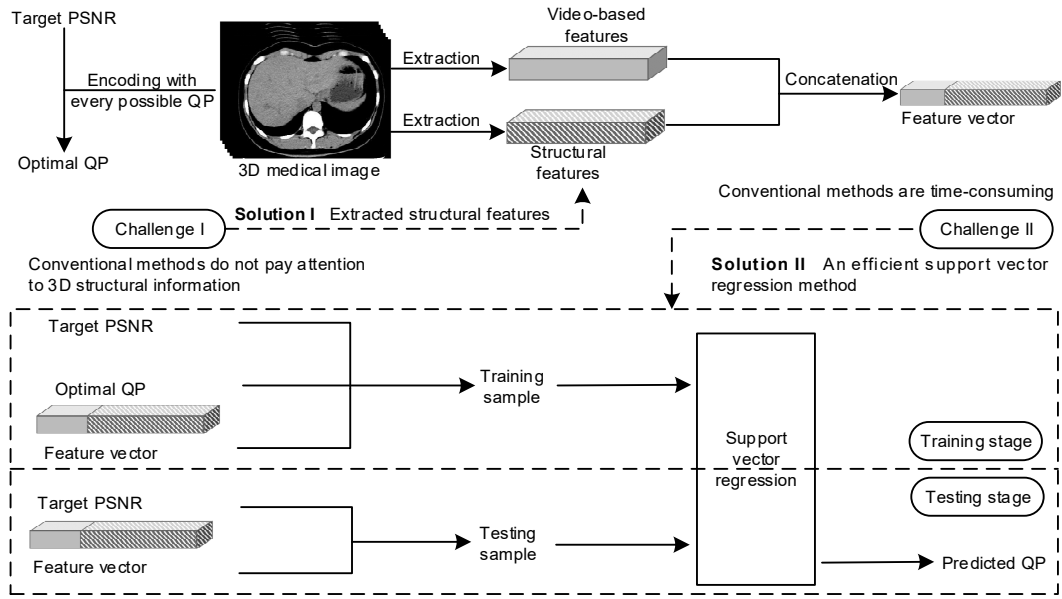 Target PSNR
Encoding with
every possible QP
Optimal QP
3D medical image
Extraction
Extraction
Video-based
features
Structural
features
Concatenation
Feature vector
Challenge I
Solution I Extracted structural features
Conventional methods do not pay attention
to 3D structural information
Conventional methods are time-consuming
Challenge II
Solution II An efficient support vector
regression method
Target PSNR
Optimal QP
Feature vector
Training
sample
Support
vector
regression
Training stage
Testing stage
Target PSNR
Feature vector
Testing
sample
Predicted QP